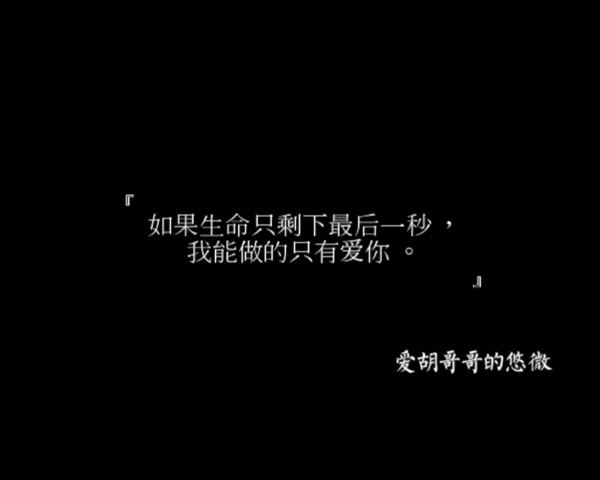 『
如果生命只剩下最后一秒，
我能做的只有爱你。
』
爱胡哥哥的悠微